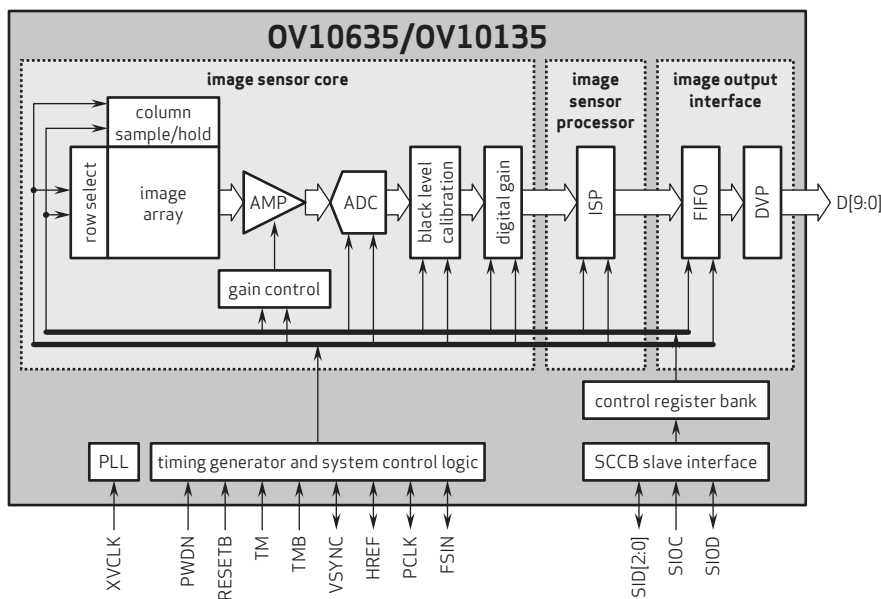 OV10635/OV10135
image sensor core
image
sensor
processor
image output
interface
column
sample/hold
row select
image
array
AMP
ADC
black level
calibration
digital gain
ISP
FIFO
DVP
D[9:0]
gain control
control register bank
PLL
timing generator and system control logic
SCCB slave interface
XVCLK
PWDN
RESETB
TM
TMB
VSYNC
HREF
PCLK
FSIN
SID[2:0]
SIOC
SIOD